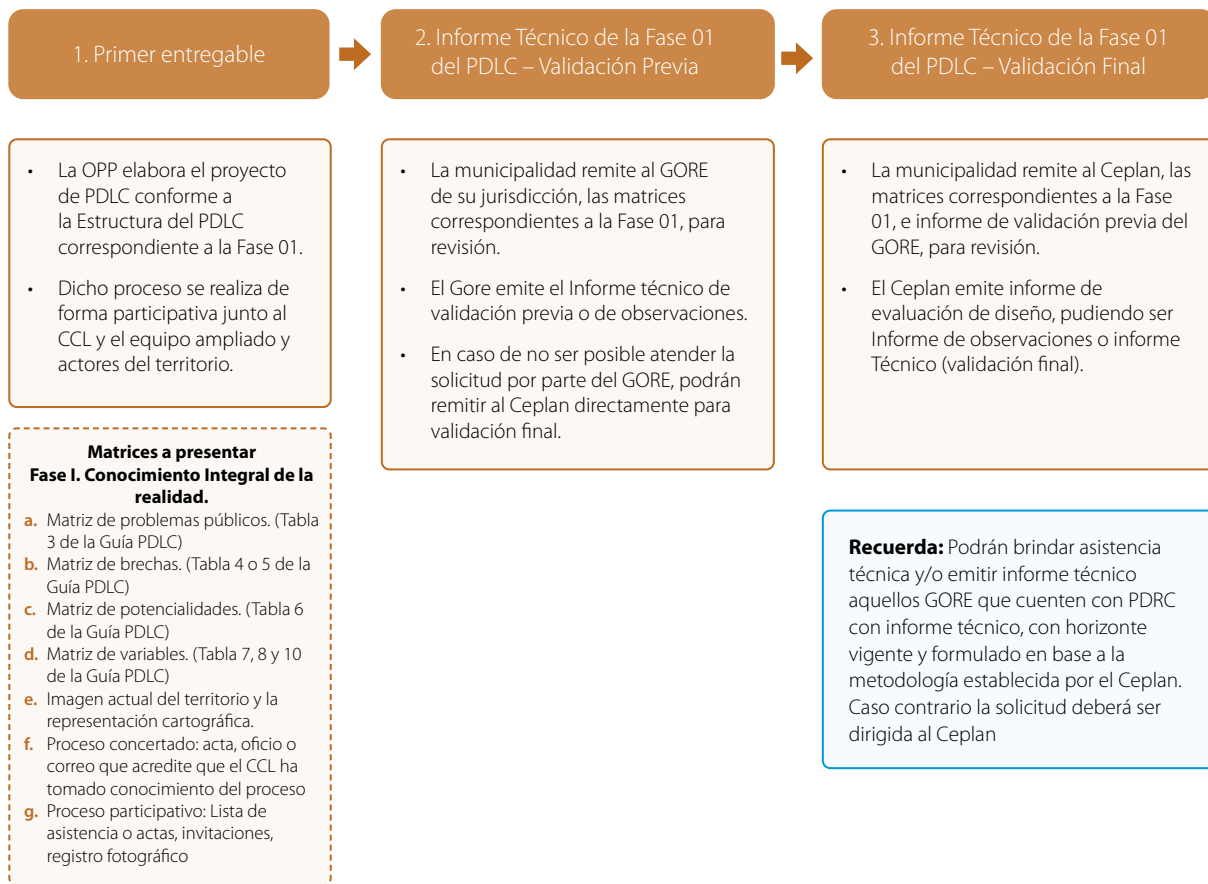 1. Primer entregable
2. Informe Técnico de la Fase 01
del PDLC – Validación Previa
3. Informe Técnico de la Fase 01
del PDLC – Validación Final
• La OPP elabora el proyecto
de PDLC conforme a
la Estructura del PDLC
correspondiente a la Fase 01.
• Dicho proceso se realiza de
forma participativa junto al
CCL y el equipo ampliado y
actores del territorio.
Matrices a presentar
Fase I. Conocimiento Integral de la
realidad.
a. Matriz de problemas públicos. (Tabla
3 de la Guía PDLC)
b. Matriz de brechas. (Tabla 4 o 5 de la
Guía PDLC)
c. Matriz de potencialidades. (Tabla 6
de la Guía PDLC)
d. Matriz de variables. (Tabla 7, 8 y 10
de la Guía PDLC)
e. Imagen actual del territorio y la
representación cartográfica.
f. Proceso concertado: acta, oficio o
correo que acredite que el CCL ha
tomado conocimiento del proceso
g. Proceso participativo: Lista de
asistencia o actas, invitaciones,
registro fotográfico
• La municipalidad remite al GORE
de su jurisdicción, las matrices
correspondientes a la Fase 01, para
revisión.
• El Gore emite el Informe técnico de
validación previa o de observaciones.
• En caso de no ser posible atender la
solicitud por parte del GORE, podrán
remitir al Ceplan directamente para
validación final.
• La municipalidad remite al Ceplan, las
matrices correspondientes a la Fase
01, e informe de validación previa del
GORE, para revisión.
• El Ceplan emite informe de
evaluación de diseño, pudiendo ser
Informe de observaciones o informe
Técnico (validación final).
Recuerda: Podrán brindar asistencia
técnica y/o emitir informe técnico
aquellos GORE que cuenten con PDRC
con informe técnico, con horizonte
vigente y formulado en base a la
metodología establecida por el Ceplan.
Caso contrario la solicitud deberá ser
dirigida al Ceplan